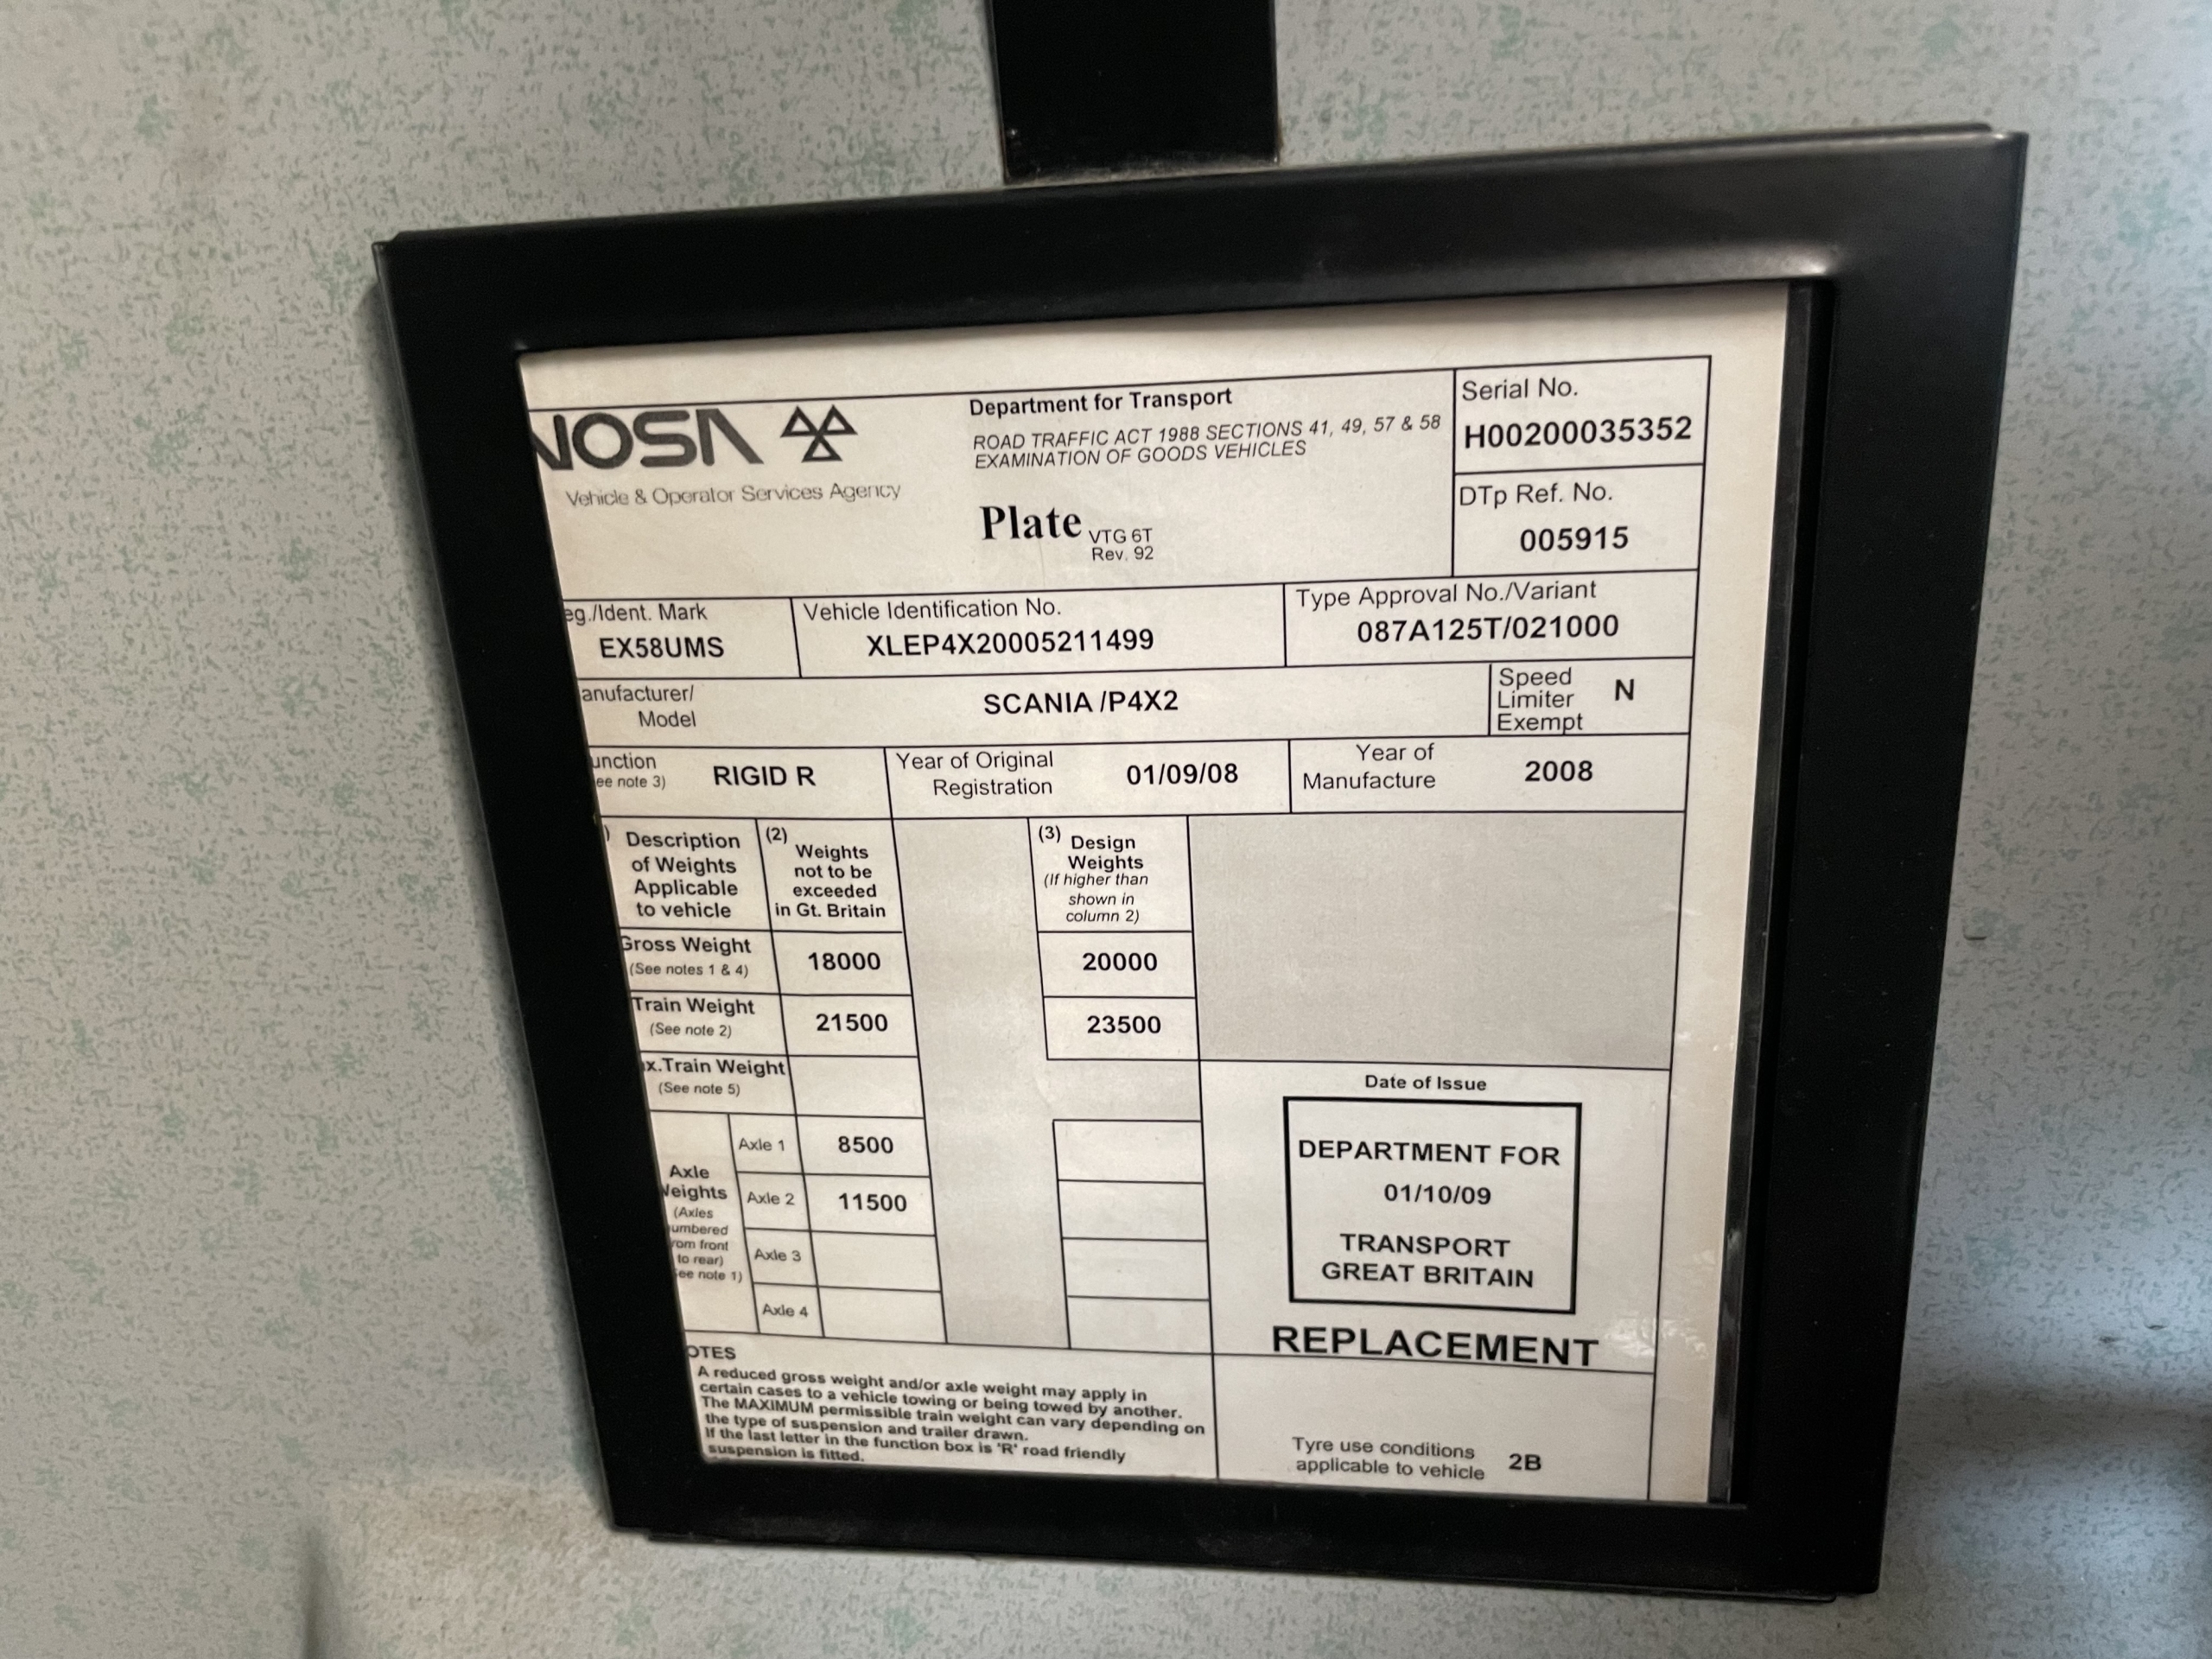 VOSA
Vehicle & Operator Services Agency
Department for Transport
ROAD TRAFFIC ACT 1988 SECTIONS 41, 49, 57 & 58
EXAMINATION OF GOODS VEHICLES
Plate VTG 6T
Rev. 92
Serial No.
H00200035352
DTp Ref. No.
005915
eg./Ident. Mark
EX58UMS
Vehicle Identification No.
XLEP4X20005211499
Type Approval No./Variant
087A125T/021000
anufacturer/
Model
SCANIA /P4X2
Speed
Limiter
Exempt
N
unction
ee note 3)
RIGID R
Year of Original
Registration
01/09/08
Year of
Manufacture
2008
) Description
of Weights
Applicable
to vehicle
(2) Weights
not to be
exceeded
in Gt. Britain
(3) Design
Weights
(If higher than
shown in
column 2)
Gross Weight
(See notes 1 & 4)
18000
20000
Train Weight
(See note 2)
21500
23500
x.Train Weight
(See note 5)
Axle
Weights
(Axles
umbered
rom front
to rear)
ee note 1)
Axle 1
8500
Axle 2
11500
Axle 3
Axle 4
Date of Issue
DEPARTMENT FOR
01/10/09
TRANSPORT
GREAT BRITAIN
REPLACEMENT
OTES
A reduced gross weight and/or axle weight may apply in
certain cases to a vehicle towing or being towed by another.
The MAXIMUM permissible train weight can vary depending on
the type of suspension and trailer drawn.
If the last letter in the function box is 'R' road friendly
suspension is fitted.
Tyre use conditions
applicable to vehicle
2B